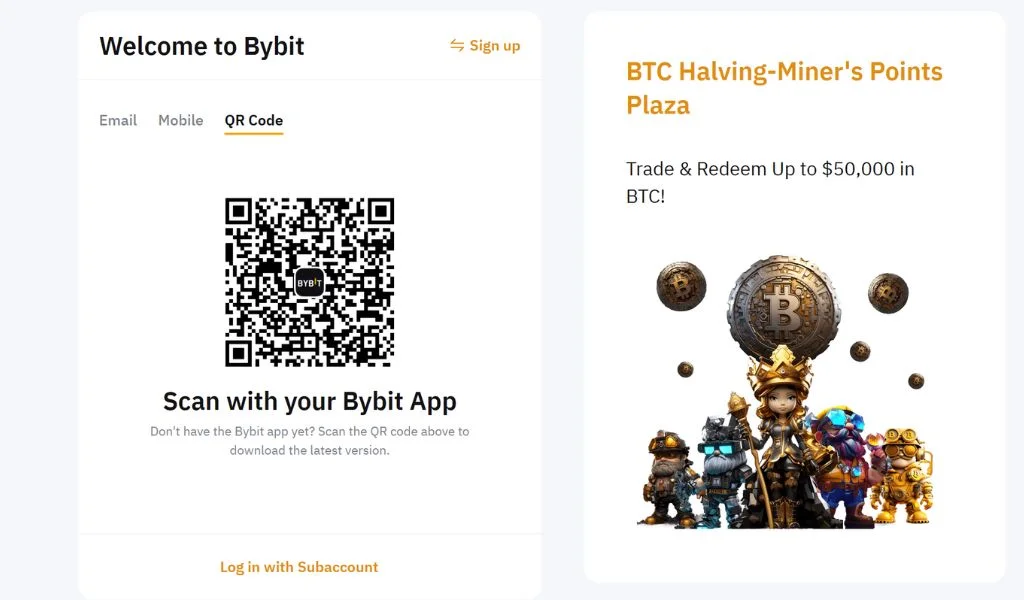 Welcome to Bybit
Sign up
Email
Mobile
QR Code
BYBIT
Scan with your Bybit App
Don't have the Bybit app yet? Scan the QR code above to
download the latest version.
Log in with Subaccount
BTC Halving-Miner's Points
Plaza
Trade & Redeem Up to $50,000 in
BTC!